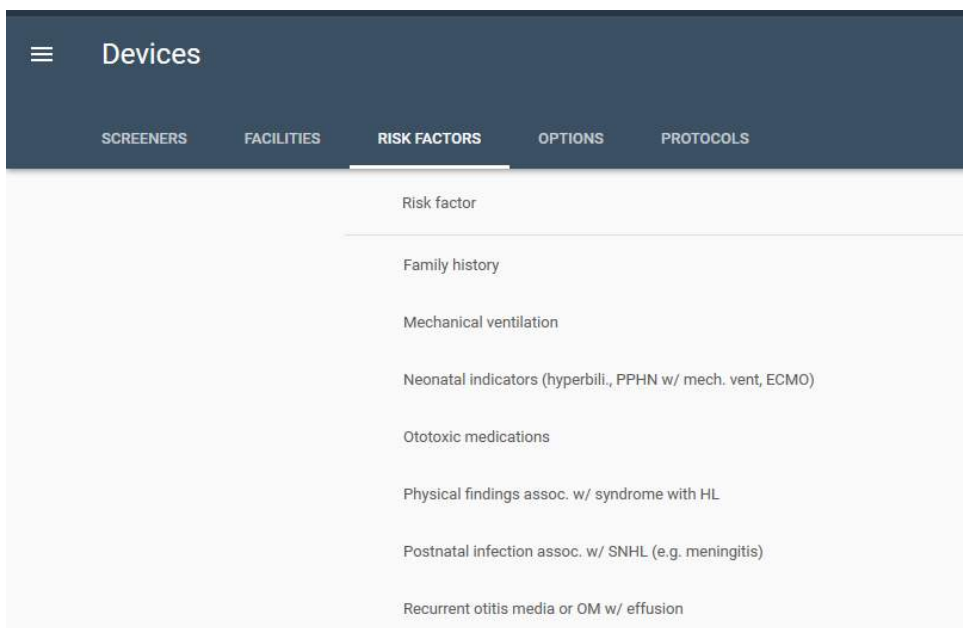 Devices
SCREENERS FACILITIES RISK FACTORS OPTIONS PROTOCOLS
Risk factor
Family history
Mechanical ventilation
Neonatal indicators (hyperbili., PPHN w/ mech. vent, ECMO)
Ototoxic medications
Physical findings assoc. w/ syndrome with HL
Postnatal infection assoc. w/ SNHL (e.g. meningitis)
Recurrent otitis media or OM w/ effusion